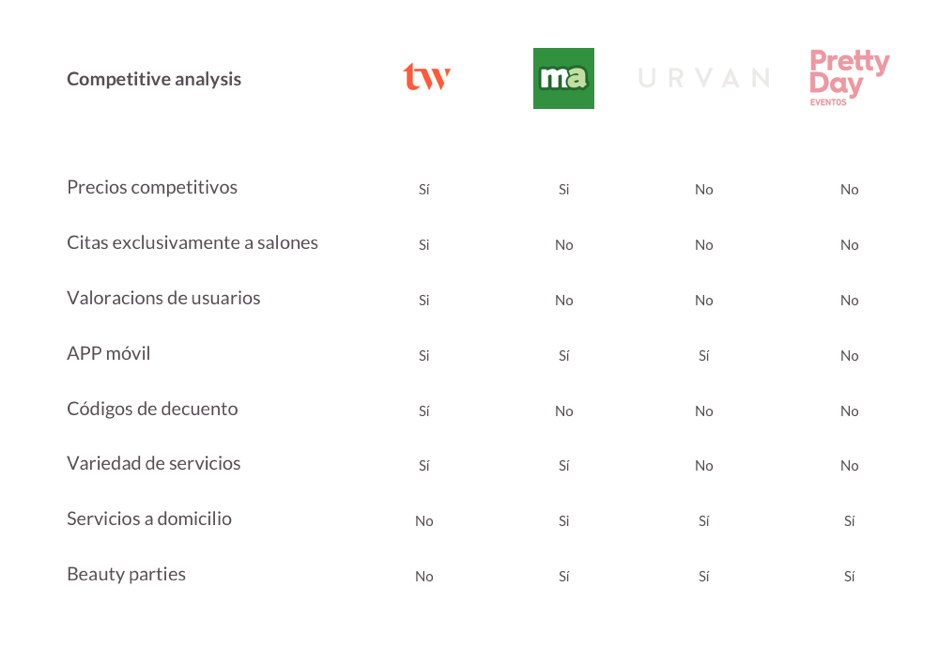 Competitive analysis tw ma URVAN Pretty
Day
EVENTOS
Precios competitivos Sí Si No No
Citas exclusivamente a salones Si No No No
Valoracions de usuarios Si No No No
APP móvil Si Sí Sí No
Códigos de decuento Sí No No No
Variedad de servicios Sí Sí No No
Servicios a domicilio No Si Sí Sí
Beauty parties No Sí Sí Sí